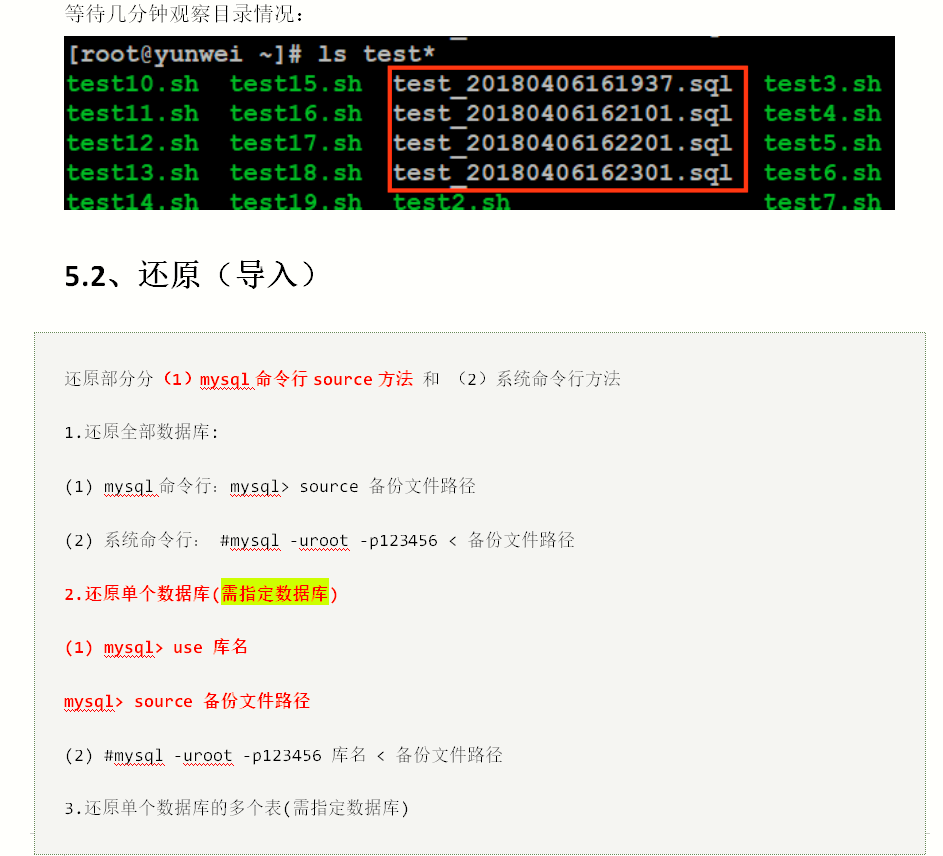 等待几分钟观察目录情况：
[root@yunwei ~]# ls test*
test10.sh test15.sh test_20180406161937.sql test3.sh
test11.sh test16.sh test_20180406162101.sql test4.sh
test12.sh test17.sh test_20180406162201.sql test5.sh
test13.sh test18.sh test_20180406162301.sql test6.sh
test14.sh test19.sh test2.sh test7.sh
5.2、还原（导入）
还原部分分（1）mysql 命令行 source 方法 和 （2）系统命令行方法
1.还原全部数据库:
(1) mysql 命令行：mysql> source 备份文件路径
(2) 系统命令行： #mysql -uroot -p123456 < 备份文件路径
2.还原单个数据库(需指定数据库)
(1) mysql> use 库名
mysql> source 备份文件路径
(2) #mysql -uroot -p123456 库名 < 备份文件路径
3.还原单个数据库的多个表(需指定数据库)